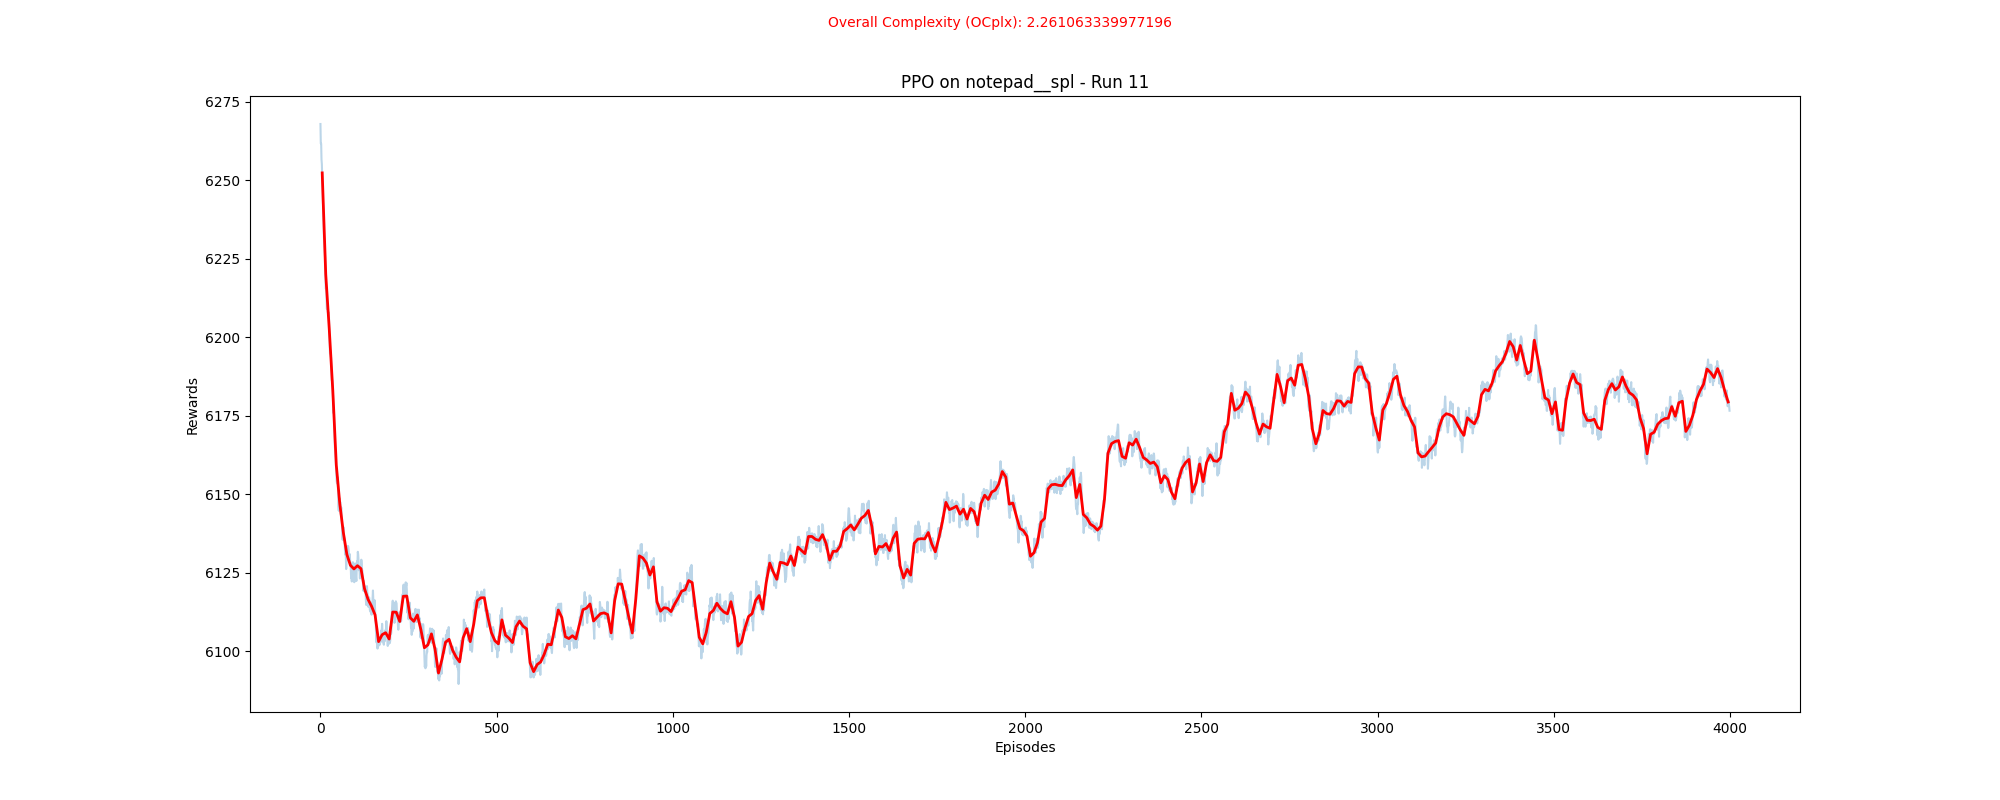 Overall Complexity (OCplx): 2.261063339977196
PPO on notepad__spl - Run 11
6275
6250
6225
6200
6175
6150
6125
6100
Rewards
0 500 1000 1500 2000 2500 3000 3500 4000
Episodes